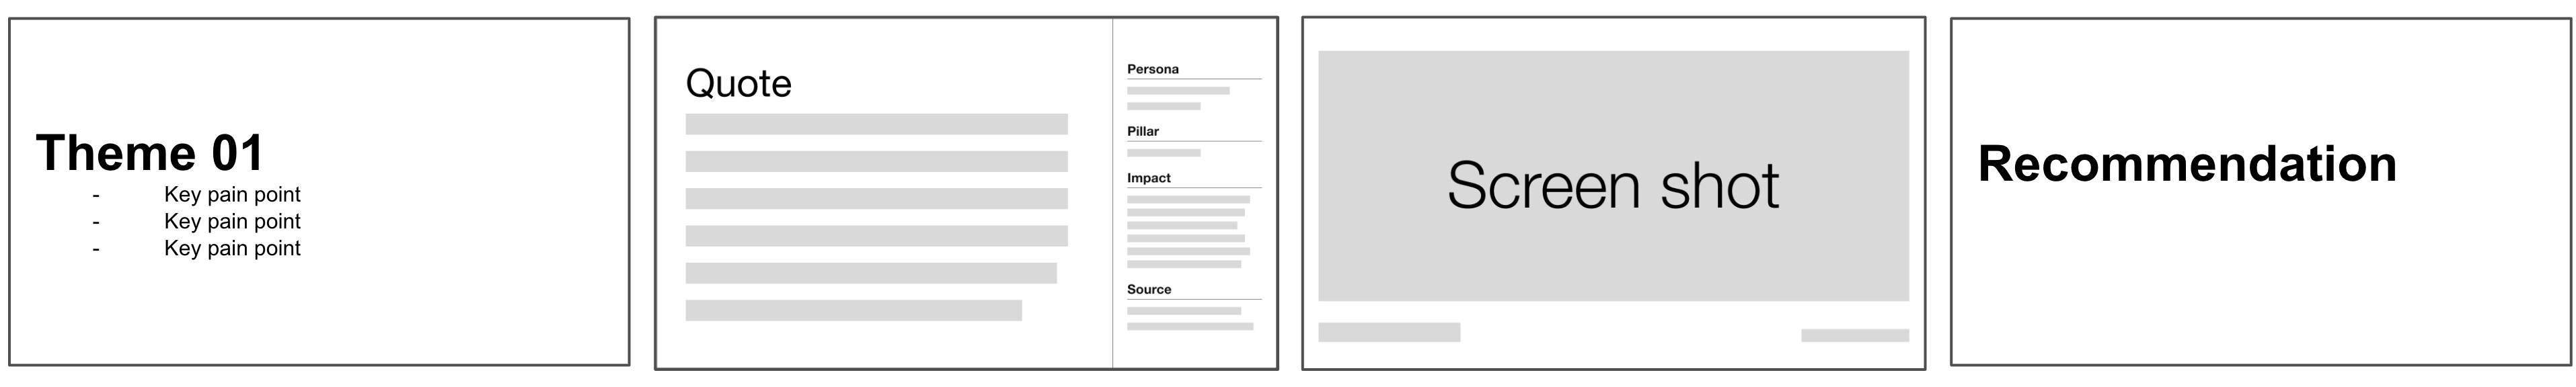 Theme 01
- Key pain point
- Key pain point
- Key pain point
Quote
Persona
Pillar
Impact
Source
Screen shot
Recommendation